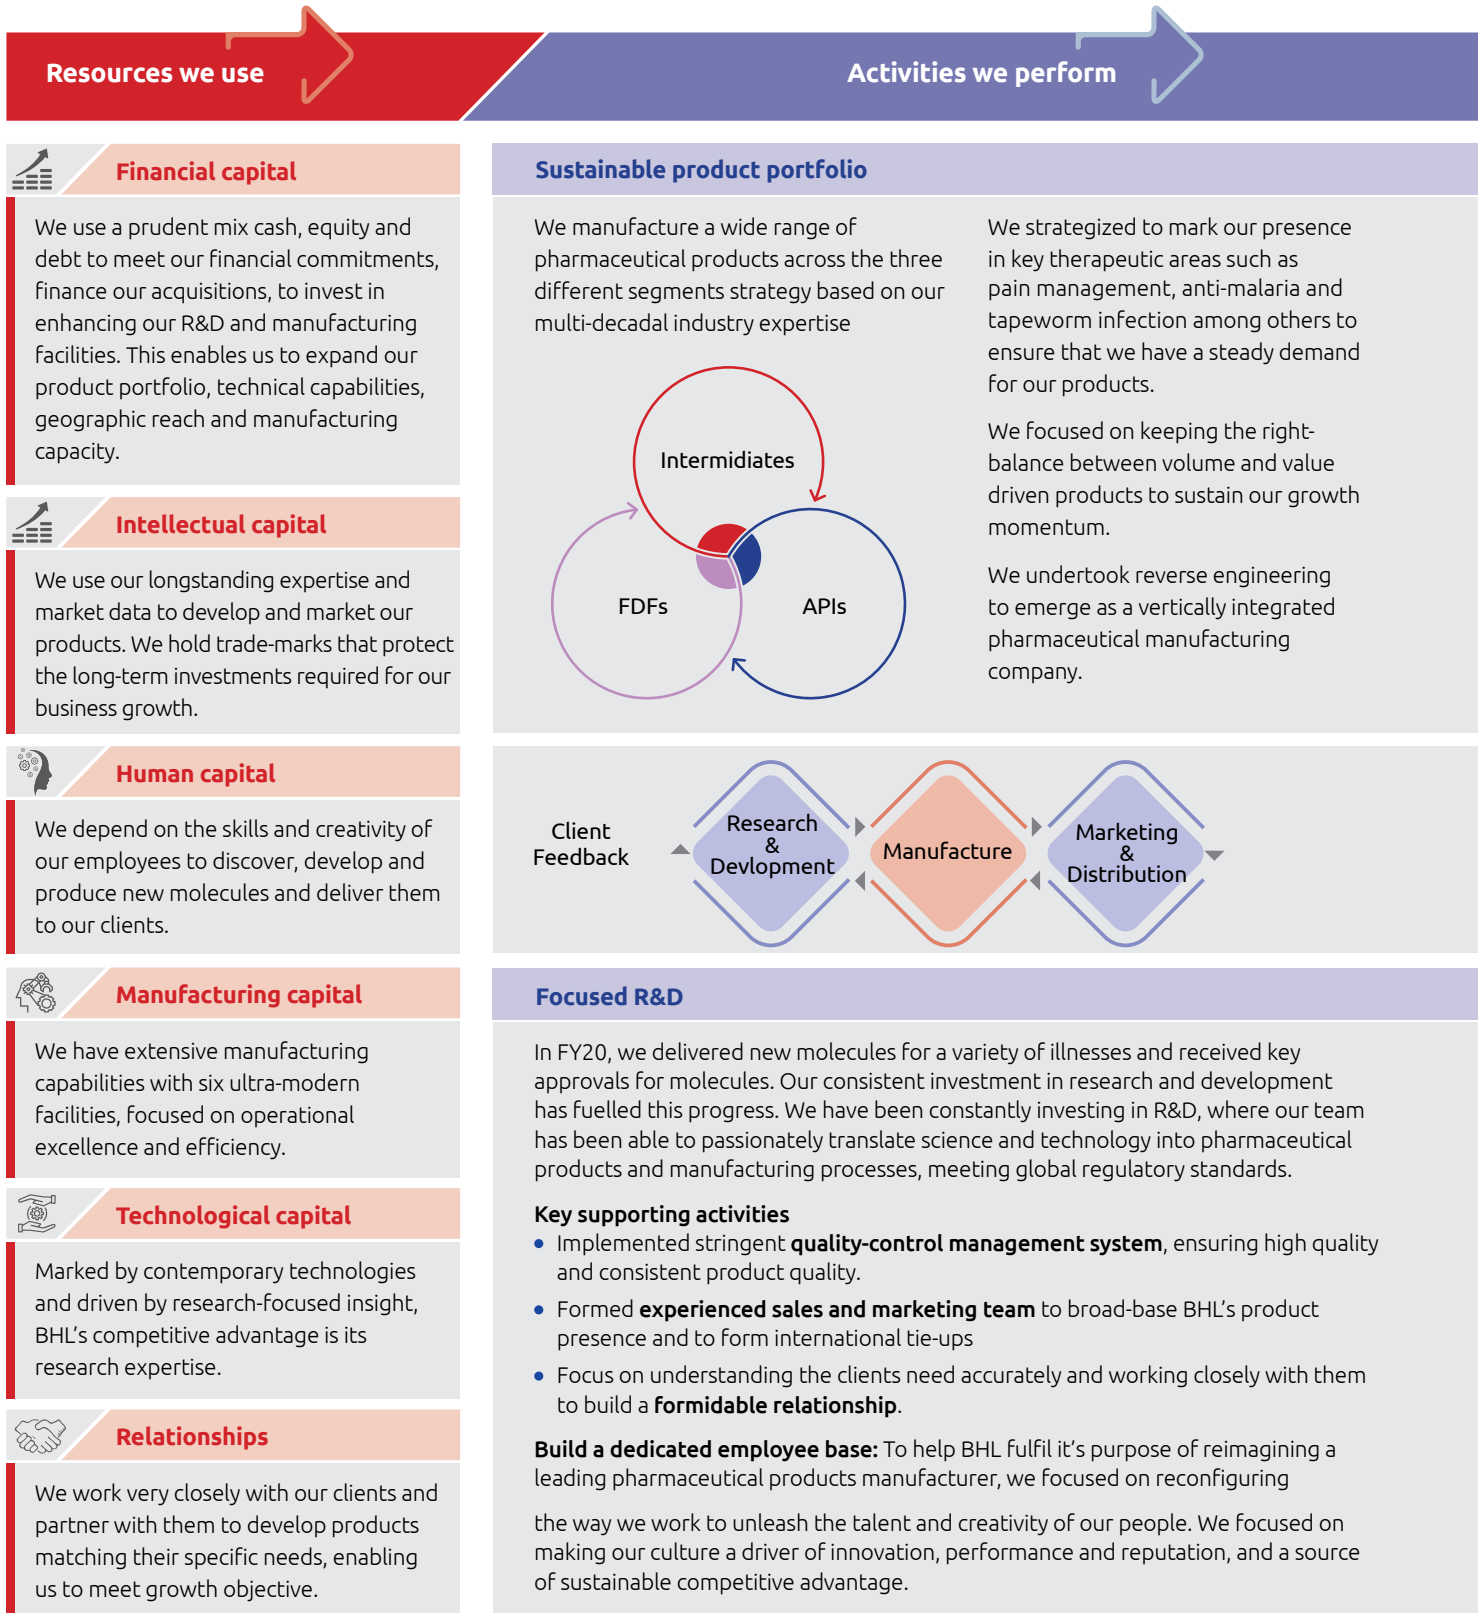 Resources we use
Activities we perform
Financial capital
We use a prudent mix cash, equity and
debt to meet our financial commitments,
finance our acquisitions, to invest in
enhancing our R&D and manufacturing
facilities. This enables us to expand our
product portfolio, technical capabilities,
geographic reach and manufacturing
capacity.
Intellectual capital
We use our longstanding expertise and
market data to develop and market our
products. We hold trade-marks that protect
the long-term investments required for our
business growth.
Human capital
We depend on the skills and creativity of
our employees to discover, develop and
produce new molecules and deliver them
to our clients.
Manufacturing capital
We have extensive manufacturing
capabilities with six ultra-modern
facilities, focused on operational
excellence and efficiency.
Technological capital
Marked by contemporary technologies
and driven by research-focused insight,
BHL's competitive advantage is its
research expertise.
Relationships
We work very closely with our clients and
partner with them to develop products
matching their specific needs, enabling
us to meet growth objective.
Sustainable product portfolio
We manufacture a wide range of
pharmaceutical products across the three
different segments strategy based on our
multi-decadal industry expertise
Intermidiates
FDFs
APIs
We strategized to mark our presence
in key therapeutic areas such as
pain management, anti-malaria and
tapeworm infection among others to
ensure that we have a steady demand
for our products.
We focused on keeping the right-
balance between volume and value
driven products to sustain our growth
momentum.
We undertook reverse engineering
to emerge as a vertically integrated
pharmaceutical manufacturing
company.
Client
Feedback
Research
&
Devlopment
Manufacture
Marketing
&
Distribution
Focused R&D
In FY20, we delivered new molecules for a variety of illnesses and received key
approvals for molecules. Our consistent investment in research and development
has fuelled this progress. We have been constantly investing in R&D, where our team
has been able to passionately translate science and technology into pharmaceutical
products and manufacturing processes, meeting global regulatory standards.
Key supporting activities
• Implemented stringent quality-control management system, ensuring high quality
and consistent product quality.
• Formed experienced sales and marketing team to broad-base BHL's product
presence and to form international tie-ups
• Focus on understanding the clients need accurately and working closely with them
to build a formidable relationship.
Build a dedicated employee base: To help BHL fulfil it's purpose of reimagining a
leading pharmaceutical products manufacturer, we focused on reconfiguring
the way we work to unleash the talent and creativity of our people. We focused on
making our culture a driver of innovation, performance and reputation, and a source
of sustainable competitive advantage.